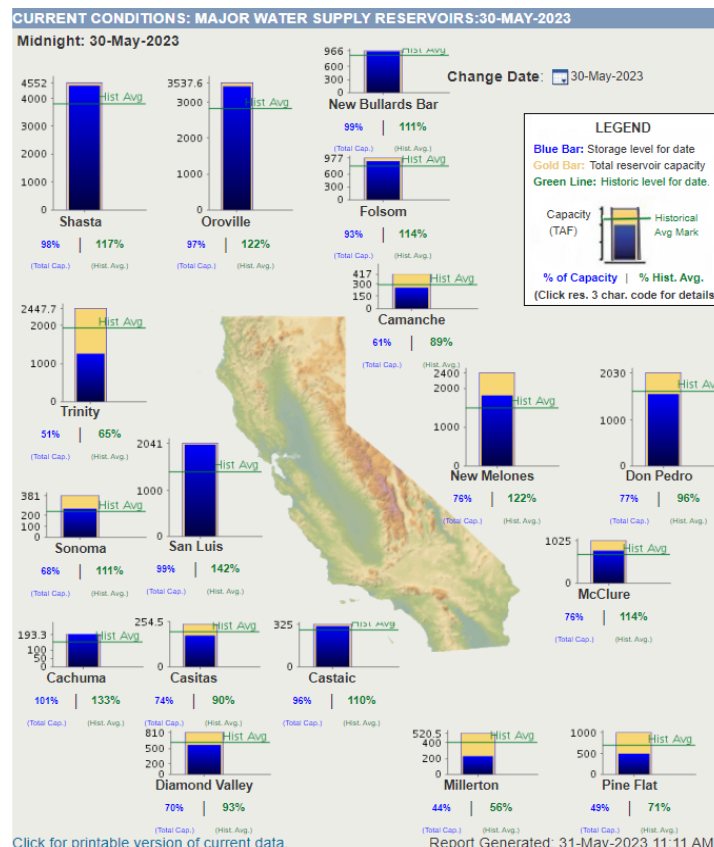 CURRENT CONDITIONS: MAJOR WATER SUPPLY RESERVOIRS:30-MAY-2023
Midnight: 30-May-2023
Change Date: 30-May-2023
LEGEND
Blue Bar: Storage level for date
Gold Bar: Total reservoir capacity
Green Line: Historic level for date.
Capacity
(TAF)
Historical
Avg Mark
% of Capacity | % Hist. Avg.
(Click res. 3 char. code for details
4552
4000
3000
2000
1000
0
Hist Avg
Shasta
98% | 117%
(Total Cap.) (Hist. Avg.)
3537.6
3000
2000
1000
0
Hist Avg
Oroville
97% | 122%
(Total Cap.) (Hist. Avg.)
966
600
300
0
Hist Avg
New Bullards Bar
99% | 111%
(Total Cap.) (Hist. Avg.)
977
600
300
0
Hist Avg
Folsom
93% | 114%
(Total Cap.) (Hist. Avg.)
417
300
150
0
Hist Avg
Camanche
61% | 89%
(Total Cap.) (Hist. Avg.)
2447.7
2000
1000
0
Hist Avg
Trinity
51% | 65%
(Total Cap.) (Hist. Avg.)
2400
2000
1000
0
Hist Avg
New Melones
76% | 122%
(Total Cap.) (Hist. Avg.)
2030
1000
0
Hist Av
Don Pedro
77% | 96%
(Total Cap.) (Hist. Avg.)
381
200
100
0
Hist Avg
Sonoma
68% | 111%
(Total Cap.) (Hist. Avg.)
2041
1000
0
Hist Avg
San Luis
99% | 142%
(Total Cap.) (Hist. Avg.)
1025
0
Hist Avg
McClure
76% | 114%
(Total Cap.) (Hist. Avg.)
193.3
100
50
0
Hist Avg
Cachuma
101% | 133%
(Total Cap.) (Hist. Avg.)
254.5
100
0
Hist Avg
Casitas
74% | 90%
(Total Cap.) (Hist. Avg.)
325
0
Hist Avg
Castaic
96% | 110%
(Total Cap.) (Hist. Avg.)
810
500
200
0
Hist Avg
Diamond Valley
70% | 93%
(Total Cap.) (Hist. Avg.)
520.5
400
200
0
Hist Avg
Millerton
44% | 56%
(Total Cap.) (Hist. Avg.)
1000
500
0
Hist Avg
Pine Flat
49% | 71%
(Total Cap.) (Hist. Avg.)
Click for printable version of current data
Report Generated: 31-May-2023 11:11 AM